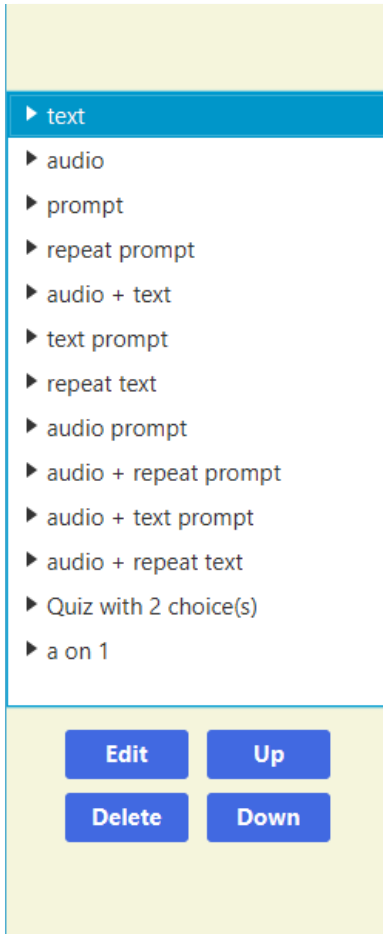 text
audio
prompt
repeat prompt
audio + text
text prompt
repeat text
audio prompt
audio + repeat prompt
audio + text prompt
audio + repeat text
Quiz with 2 choice(s)
a on 1
Edit Up
Delete Down